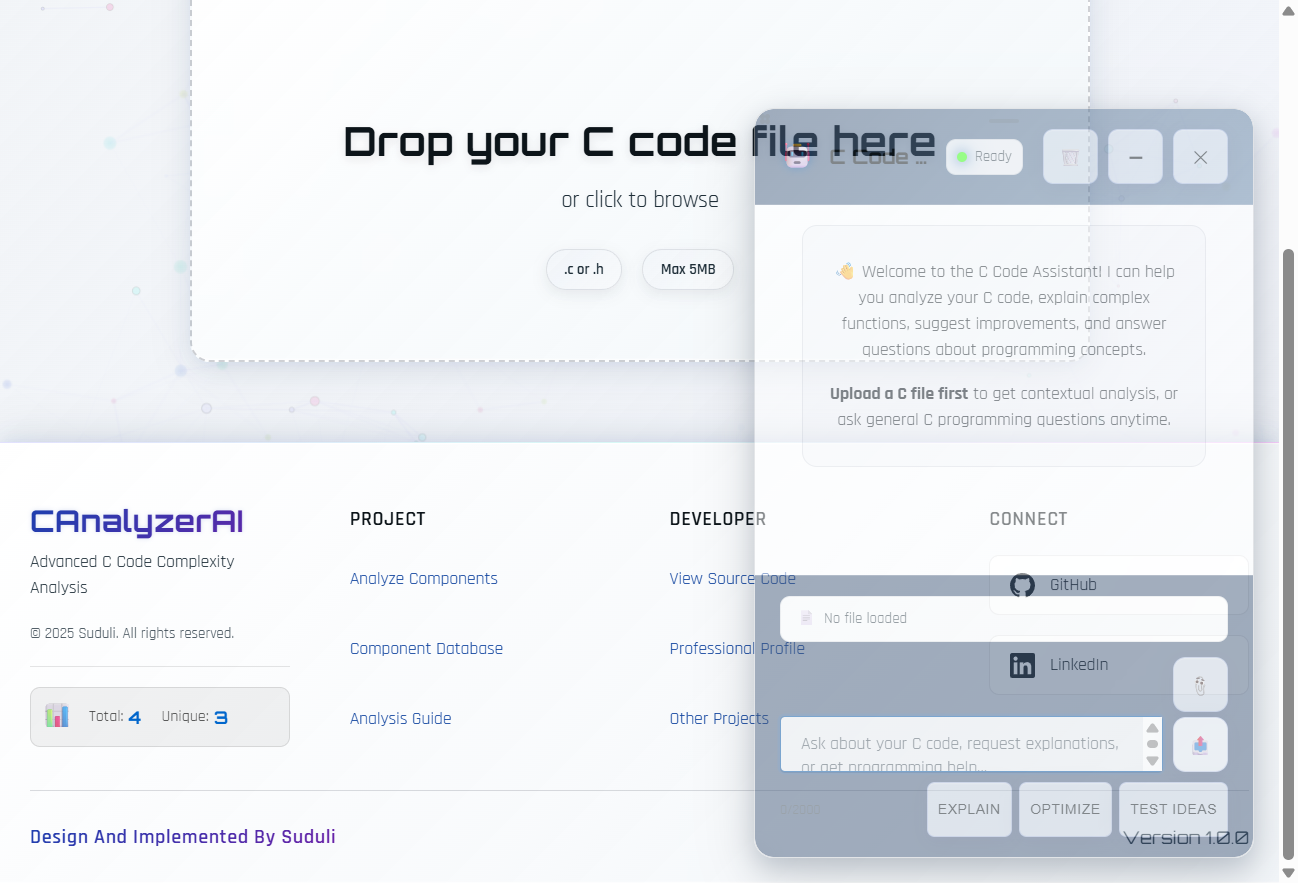 Drop your C code file here
or click to browse
.c or .h
Max 5MB
C Code ...
Ready
👋 Welcome to the C Code Assistant! I can help
you analyze your C code, explain complex
functions, suggest improvements, and answer
questions about programming concepts.
Upload a C file first to get contextual analysis, or
ask general C programming questions anytime.
CAnalyzerAI
Advanced C Code Complexity
Analysis
© 2025 Suduli. All rights reserved.
Total: 4 Unique: 3
PROJECT
Analyze Components
Component Database
Analysis Guide
DEVELOPER
View Source Code
Professional Profile
Other Projects
CONNECT
GitHub
LinkedIn
No file loaded
Ask about your C code, request explanations,
or get programming help...
0/2000
EXPLAIN
OPTIMIZE
TEST IDEAS
Design And Implemented By Suduli
Version 1.0.0